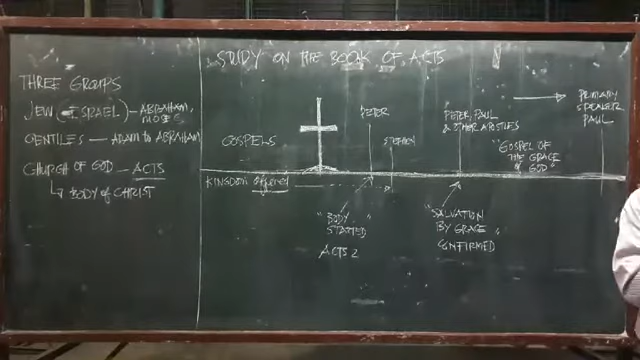 STUDY ON THE BOOK OF ACTS
THREE GROUPS
JEW (ISRAEL) - ABRAHAM,
MOSES
GENTILES - ADAM TO ABRAHAM
CHURCH OF GOD - ACTS
BODY OF CHRIST
GOSPELS
KINGDOM offered
PETER
STEPHEN
"BODY
STARTED"
ACTS 2
PETER, PAUL
& OTHER APOSTLES
"SALVATION
BY GRACE"
CONFIRMED
"GOSPEL OF
THE GRACE
of GOD"
PRIMARY
SPEAKER
PAUL